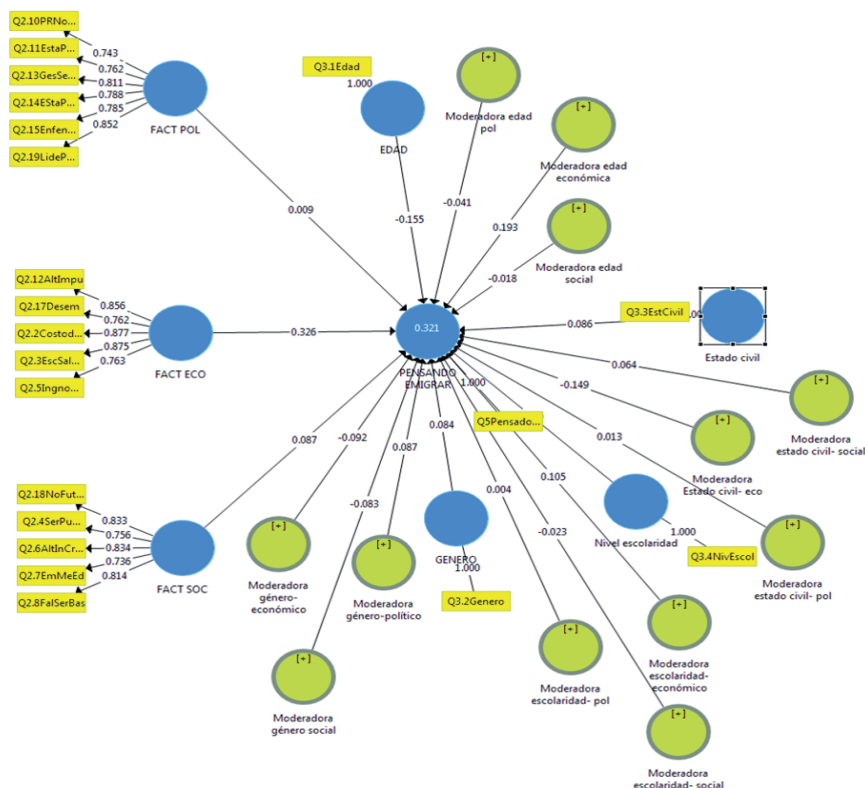 Q2.10PRNo...
Q2.11EstaP...
Q2.13GesSe...
Q2.14EStaP...
Q2.15Enfen...
Q2.19LideP...
0.743
0.762
0.811
0.788
0.785
0.852
FACT POL
0.009
Q3.1Edad
1.000
EDAD
-0.155
[+]
Moderadora edad
pol
-0.041
[+]
Moderadora edad
económica
0.193
[+]
Moderadora edad
social
-0.018
Q2.12AltImpu
Q2.17Desem
Q2.2Costod...
Q2.3EscSal...
Q2.5Ingno...
0.856
0.762
0.877
0.875
0.763
FACT ECO
0.326
0.321
PENSANDO
EMIGRAR
1.000
Q5Pensado...
Q3.3EstCivil
0.086
Estado civil
0.064
[+]
Moderadora
estado civil- social
-0.149
[+]
Moderadora
Estado civil- eco
0.013
[+]
Moderadora
estado civil- pol
Q2.18NoFut...
Q2.4SerPu...
Q2.6AltInCr...
Q2.7EmMeEd
Q2.8FalSerBas
0.833
0.756
0.834
0.736
0.814
FACT SOC
0.087
-0.092
[+]
Moderadora
género-
económico
-0.083
[+]
Moderadora
género social
0.087
[+]
Moderadora
género-político
0.084
GENERO
1.000
Q3.2Genero
0.004
[+]
Moderadora
escolaridad- pol
Nivel escolaridad
1.000
Q3.4NivEscol
0.105
[+]
Moderadora
escolaridad-
económico
-0.023
[+]
Moderadora
escolaridad- social